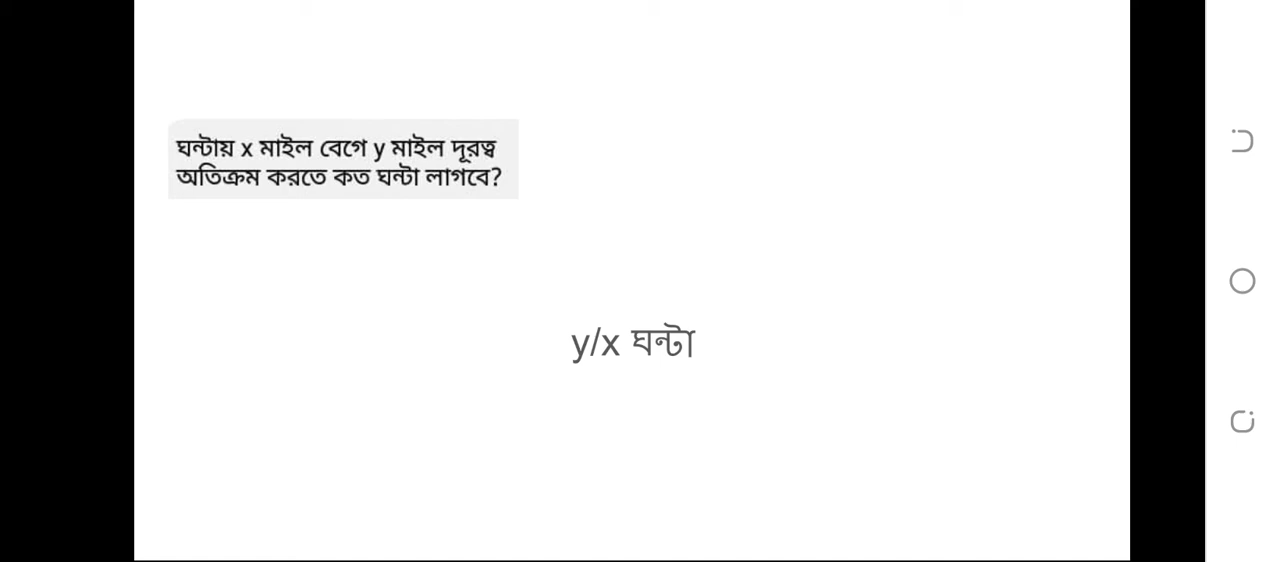 ঘন্টায় x মাইল বেগে y মাইল দূরত্ব
অতিক্রম করতে কত ঘন্টা লাগবে?
y/x ঘন্টা